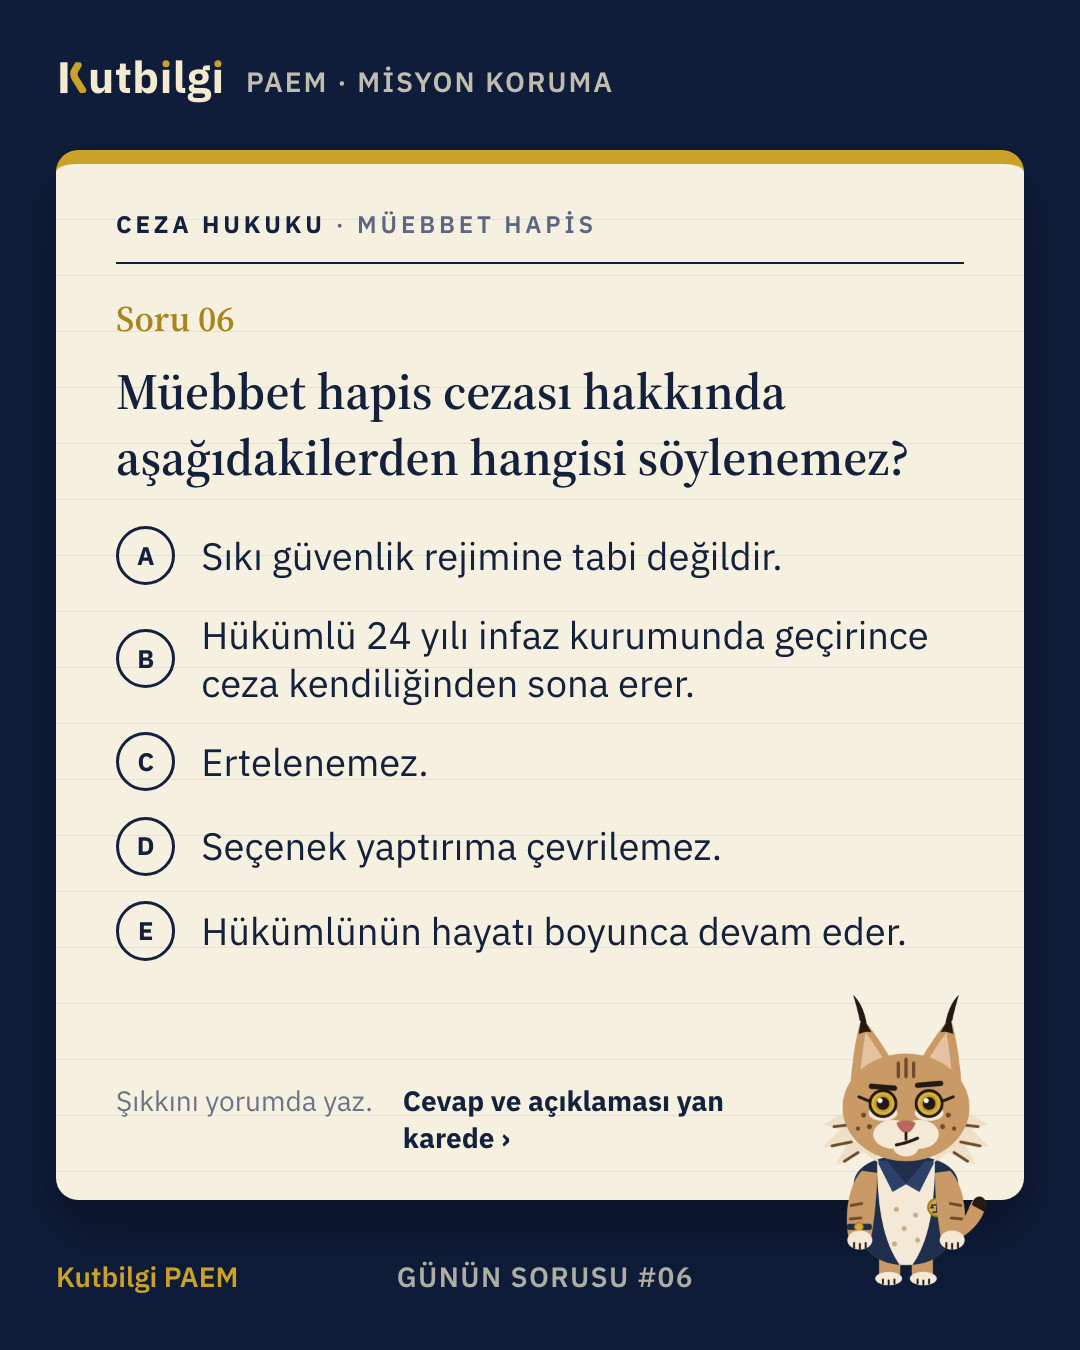 Kutbilgi PAEM · MİSYON KORUMA
CEZA HUKUKU · MÜEBBET HAPİS
Soru 06
Müebbet hapis cezası hakkında
aşağıdakilerden hangisi söylenemez?
A Sıkı güvenlik rejimine tabi değildir.
B Hükümlü 24 yılı infaz kurumunda geçirince
ceza kendiliğinden sona erer.
C Ertelenemez.
D Seçenek yaptırıma çevrilemez.
E Hükümlünün hayatı boyunca devam eder.
Şıkkını yorumda yaz. Cevap ve açıklaması yan
karede ›
Kutbilgi PAEM GÜNÜN SORUSU #06